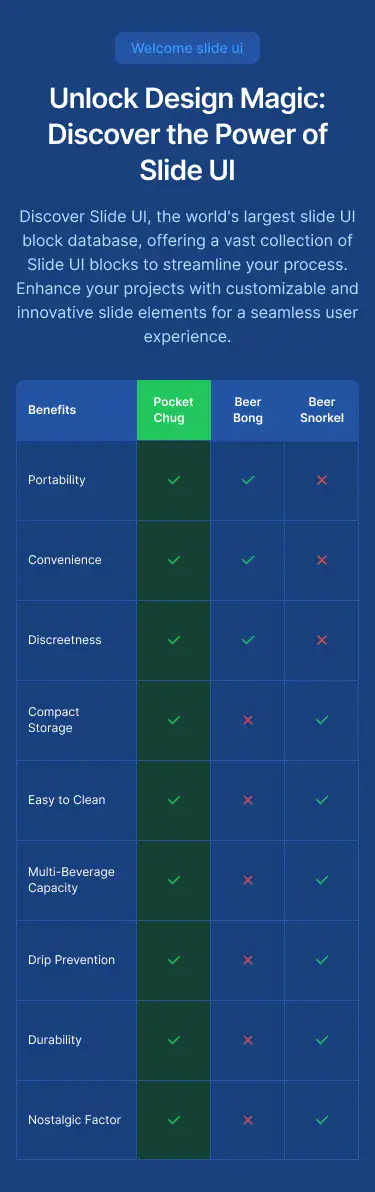 Welcome slide ui
Unlock Design Magic:
Discover the Power of
Slide UI
Discover Slide UI, the world's largest slide UI
block database, offering a vast collection of
Slide UI blocks to streamline your process.
Enhance your projects with customizable and
innovative slide elements for a seamless user
experience.
Benefits
Pocket
Chug
Beer
Bong
Beer
Snorkel
Portability
Convenience
Discreetness
Compact
Storage
Easy to Clean
Multi-Beverage
Capacity
Drip Prevention
Durability
Nostalgic Factor